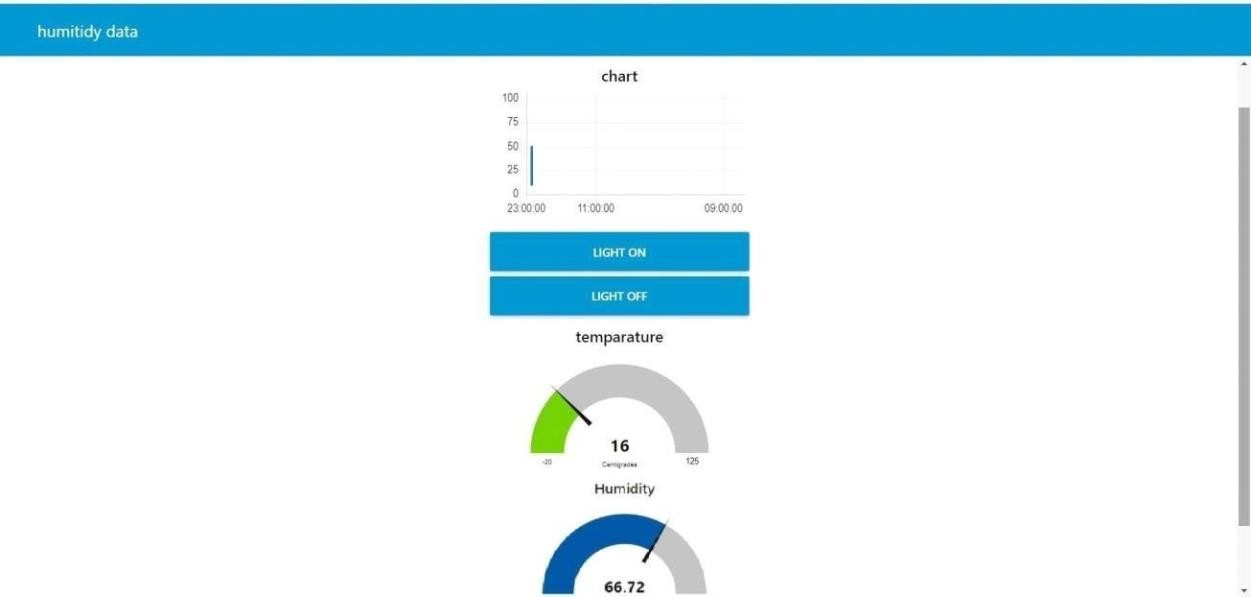 humitidy data
chart
100
75
50
25
0
23:00:00 11:00:00 09:00:00
LIGHT ON
LIGHT OFF
temparature
16
-20 Centigrades 125
Humidity
66.72